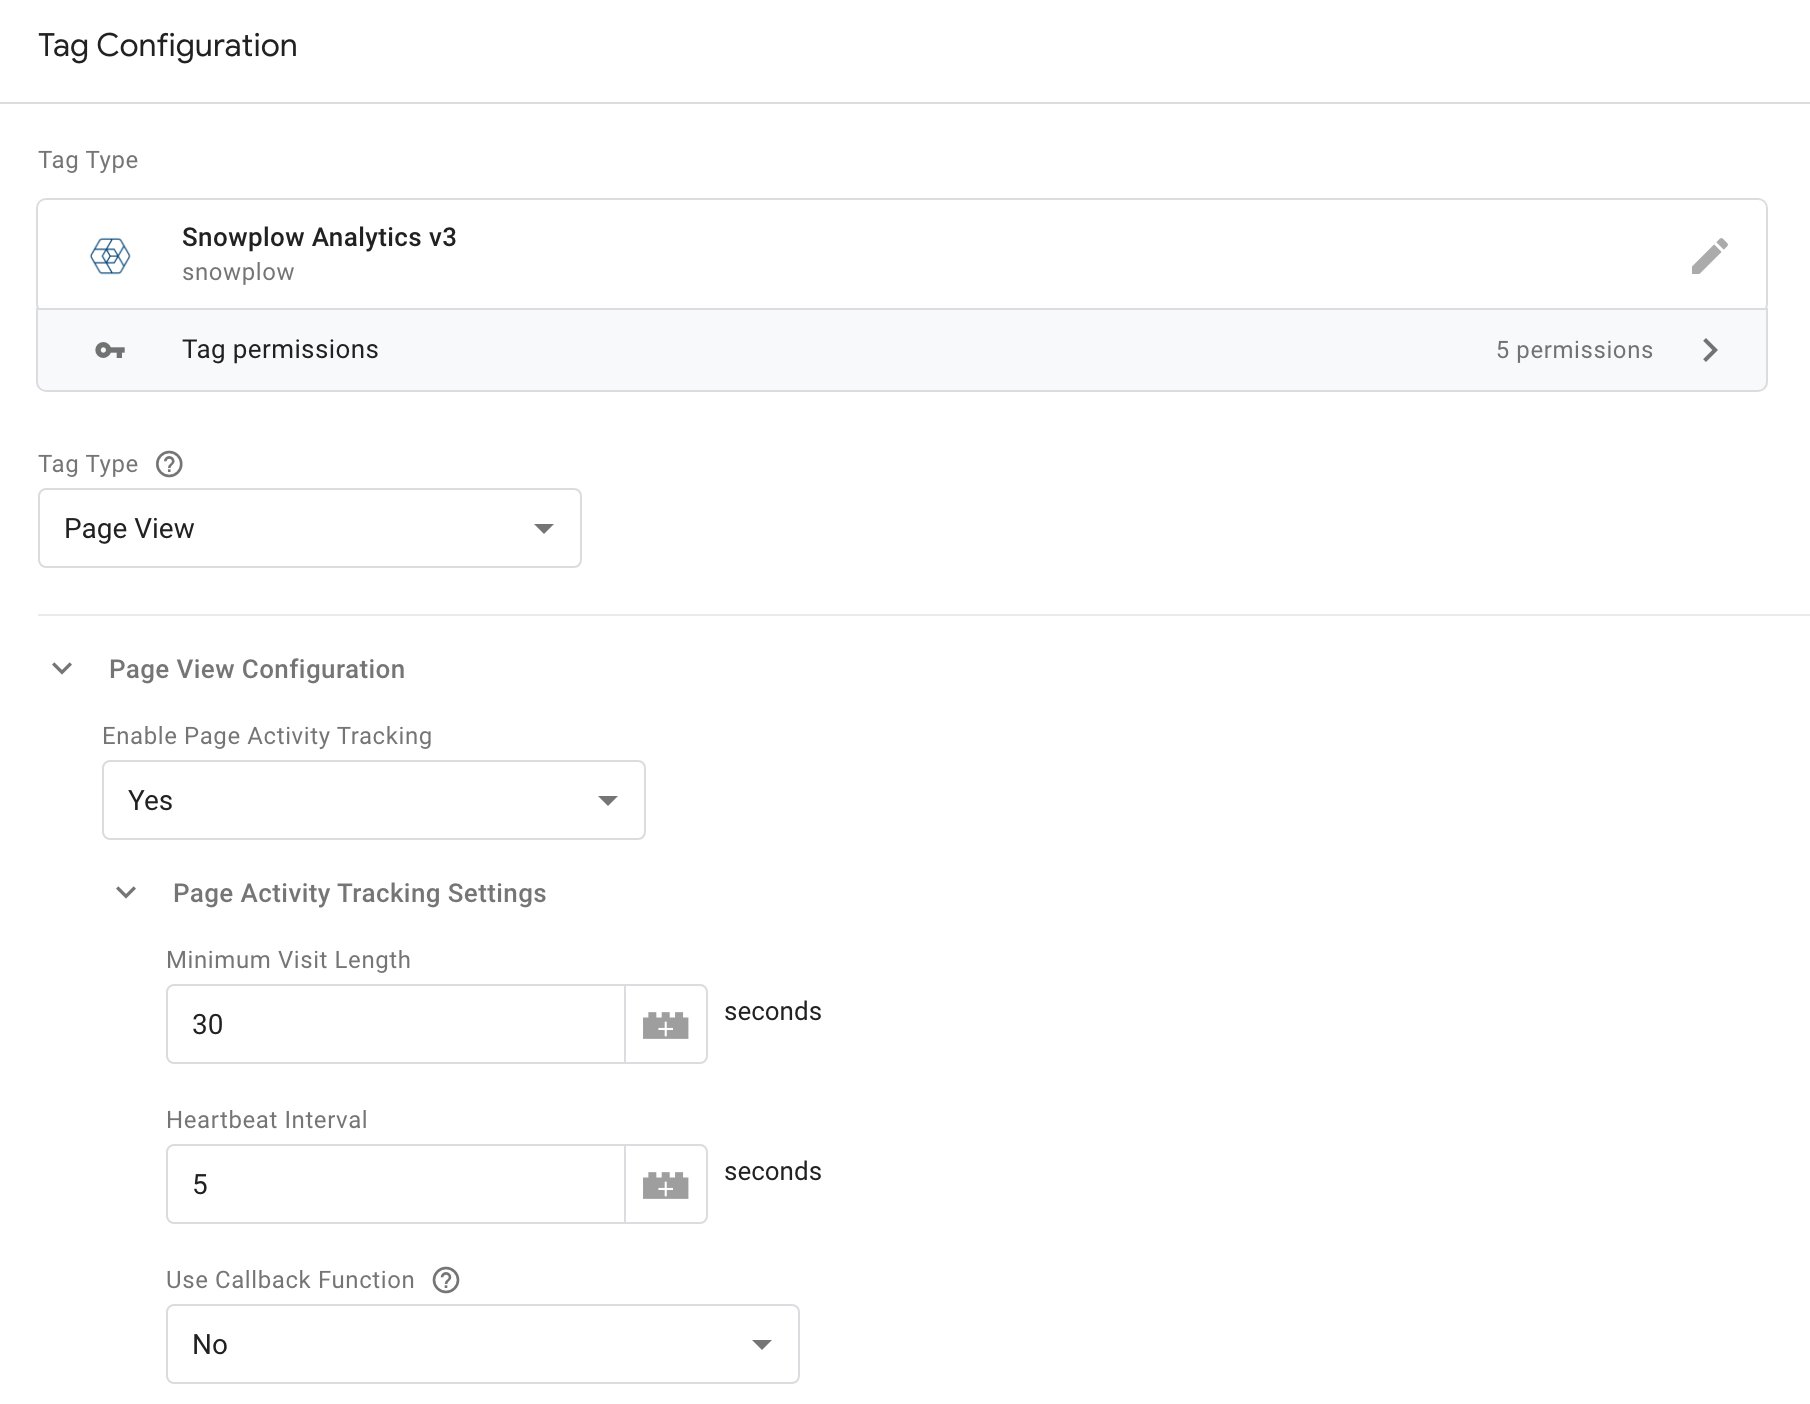 Tag Configuration
Tag Type
Snowplow Analytics v3
snowplow
Tag permissions
5 permissions
Tag Type
Page View
Page View Configuration
Enable Page Activity Tracking
Yes
Page Activity Tracking Settings
Minimum Visit Length
30
seconds
Heartbeat Interval
5
seconds
Use Callback Function
No